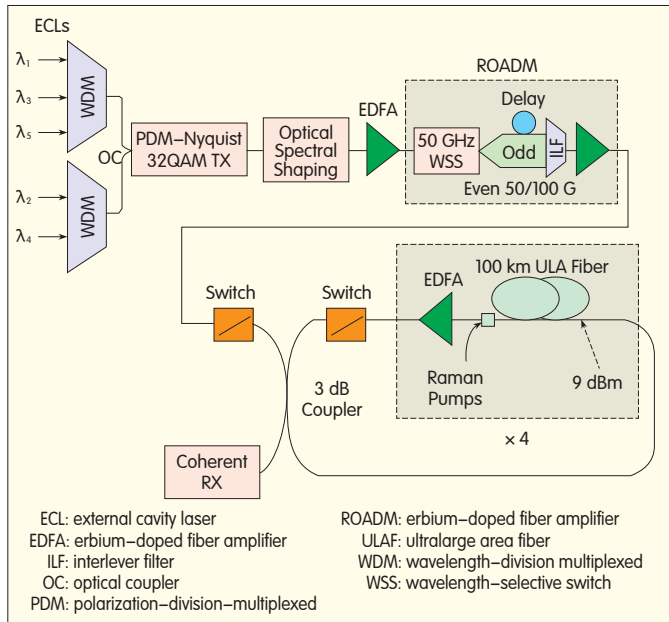 ECLs
λ1
λ3
λ5
WDM
OC
λ2
λ4
WDM
PDM–Nyquist
32QAM TX
Optical
Spectral
Shaping
EDFA
ROADM
Delay
50 GHz
WSS
Odd
ILF
Even 50/100 G
Switch
Switch
EDFA
100 km ULA Fiber
Raman
Pumps
9 dBm
3 dB
Coupler
× 4
Coherent
RX
ECL: external cavity laser
EDFA: erbium–doped fiber amplifier
ILF: interlever filter
OC: optical coupler
PDM: polarization–division–multiplexed
ROADM: erbium–doped fiber amplifier
ULAF: ultralarge area fiber
WDM: wavelength–division multiplexed
WSS: wavelength–selective switch